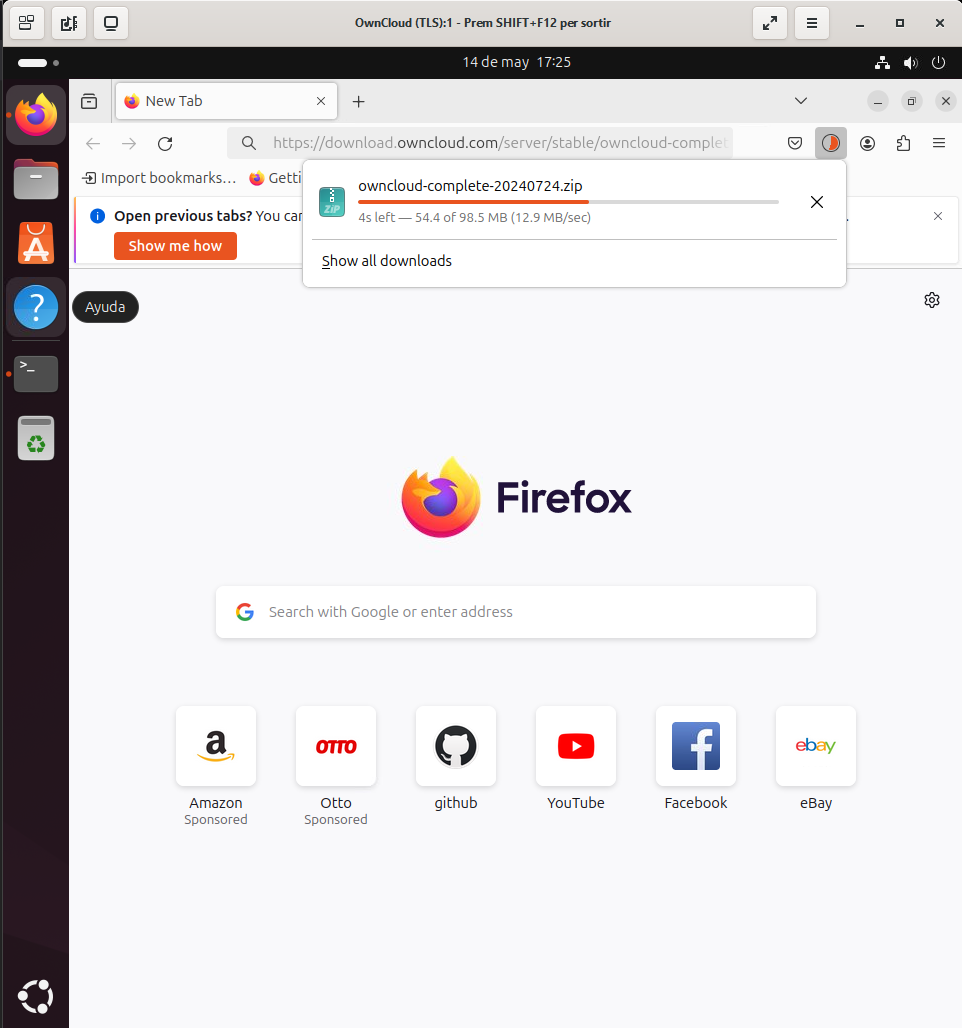 OwnCloud (TLS):1 - Prem SHIFT+F12 per sortir
14 de may 17:25
New Tab
https://download.owncloud.com/server/stable/owncloud-complet
Import bookmarks…
Getti
owncloud-complete-20240724.zip
ZIP
4s left — 54.4 of 98.5 MB (12.9 MB/sec)
Show all downloads
Open previous tabs? You can
Show me how
Ayuda
Firefox
Search with Google or enter address
a
OTTO
ebay
Amazon
Sponsored
Otto
Sponsored
github
YouTube
Facebook
eBay